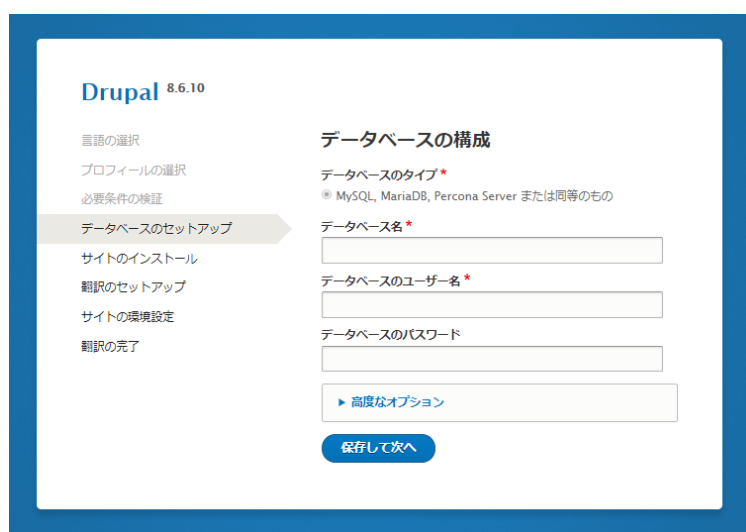 Drupal 8.6.10
言語の選択
プロフィールの選択
必要条件の検証
データベースのセットアップ
サイトのインストール
翻訳のセットアップ
サイトの環境設定
翻訳の完了
データベースの構成
データベースのタイプ *
MySQL, MariaDB, Percona Server または同等のもの
データベース名 *
データベースのユーザー名 *
データベースのパスワード
高度なオプション
保存して次へ